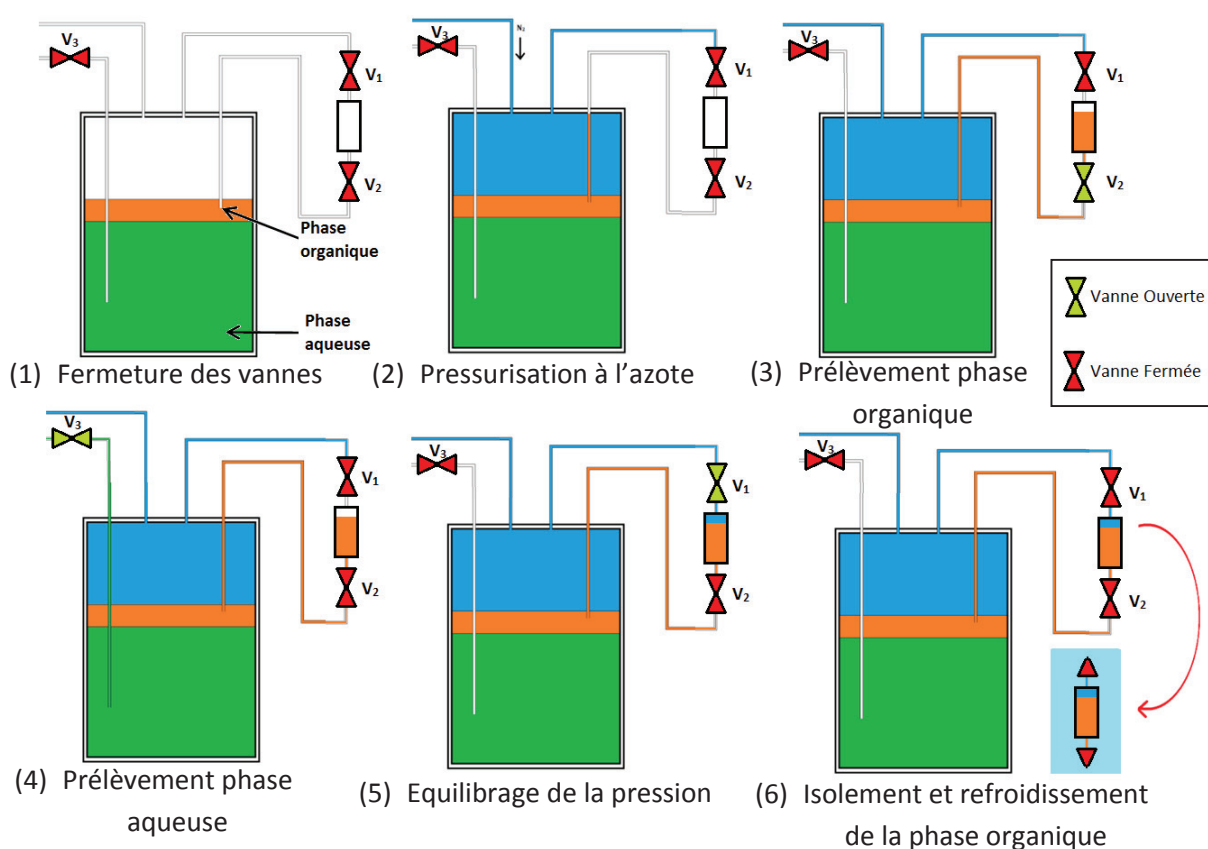 V3
V1
V2
Phase
organique
Phase
aqueuse
(1) Fermeture des vannes
V3
N2
V1
V2
(2) Pressurisation à l'azote
V3
V1
V2
(3) Prélèvement phase
organique
Vanne Ouverte
Vanne Fermée
V3
V1
V2
(4) Prélèvement phase
aqueuse
V3
V1
V2
(5) Equilibrage de la pression
V3
V1
V2
(6) Isolement et refroidissement
de la phase organique